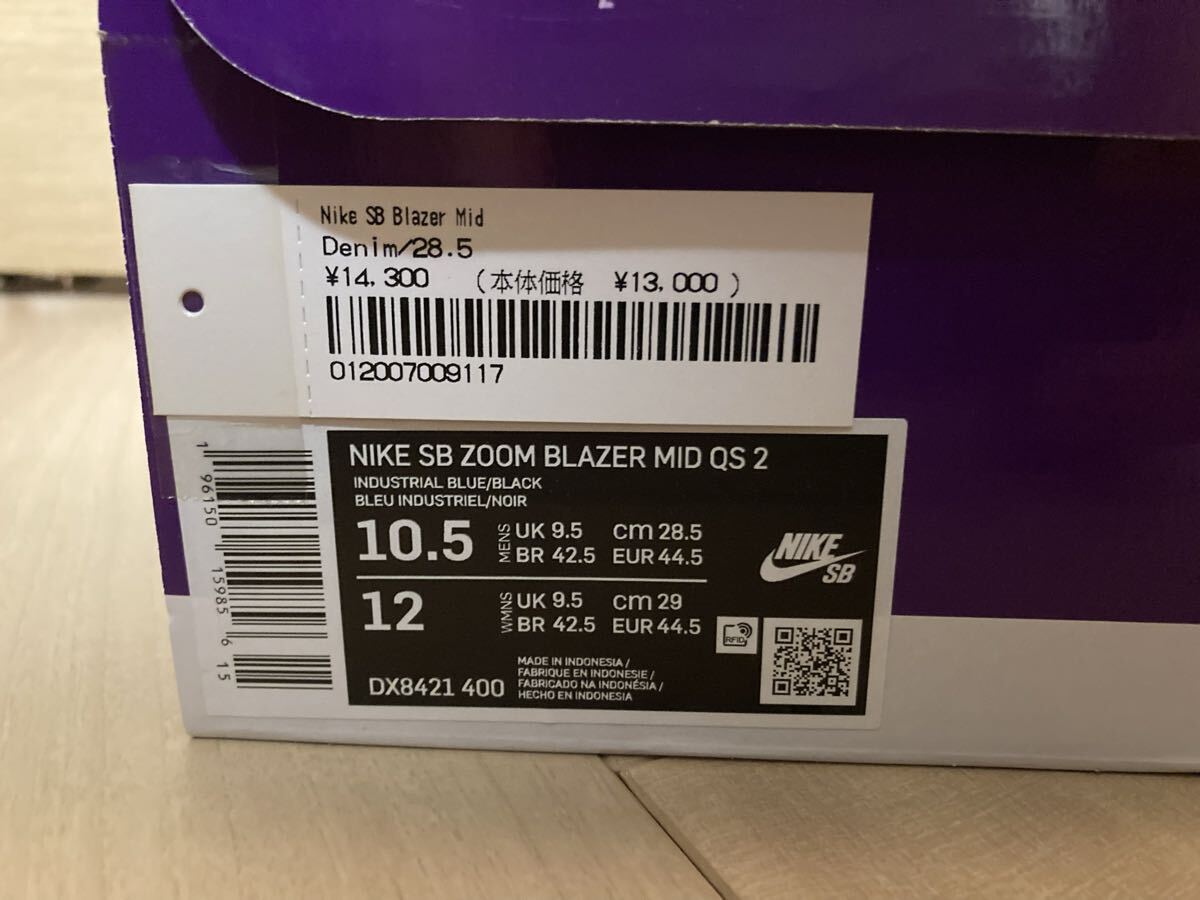 Nike SB Blazer Mid
Denim/28.5
¥14,300 (本体価格 ¥13,000 )
012007009117
NIKE SB ZOOM BLAZER MID QS 2
INDUSTRIAL BLUE/BLACK
BLEU INDUSTRIEL/NOIR
10.5 MENS UK 9.5 cm 28.5
BR 42.5 EUR 44.5
12 WMNS UK 9.5 cm 29
BR 42.5 EUR 44.5
NIKE
SB
RFID
DX8421 400
MADE IN INDONESIA /
FABRIQUE EN INDONESIE /
FABRICADO NA INDONÉSIA /
HECHO EN INDONESIA
1 96150 15985 6 15